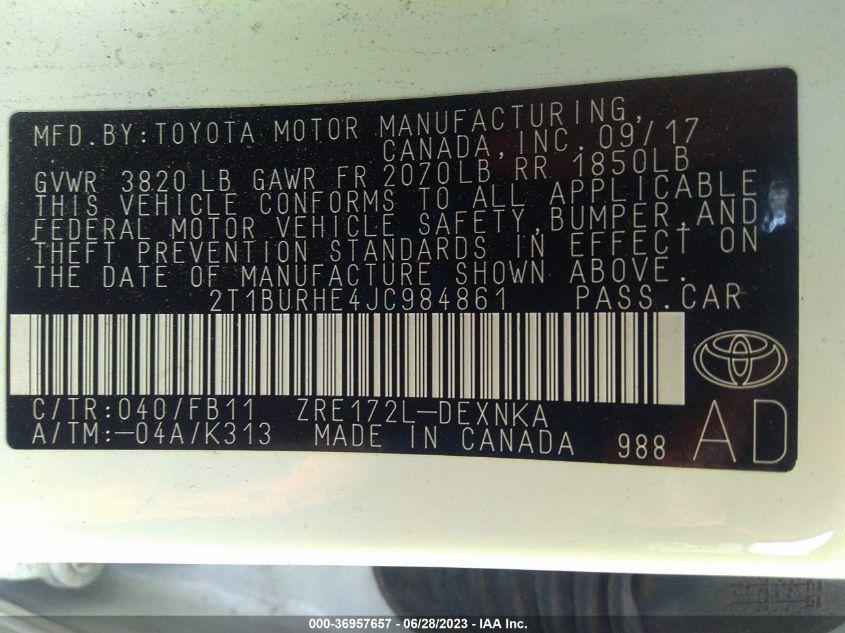 MFD.BY:TOYOTA MOTOR MANUFACTURING,
CANADA,INC. 09/17
GVWR 3820 LB GAWR FR 2070LB RR 1850LB
THIS VEHICLE CONFORMS TO ALL APPLICABLE
FEDERAL MOTOR VEHICLE SAFETY,BUMPER,AND
THEFT PREVENTION STANDARDS IN EFFECT ON
THE DATE OF MANUFACTURE SHOWN ABOVE.
2T1BURHE4JC984861 PASS.CAR
C/TR:040/FB11 ZRE172L-DEXNKA
A/TM:-04A/K313 MADE IN CANADA 988 AD
000-36957657 - 06/28/2023 - IAA Inc.